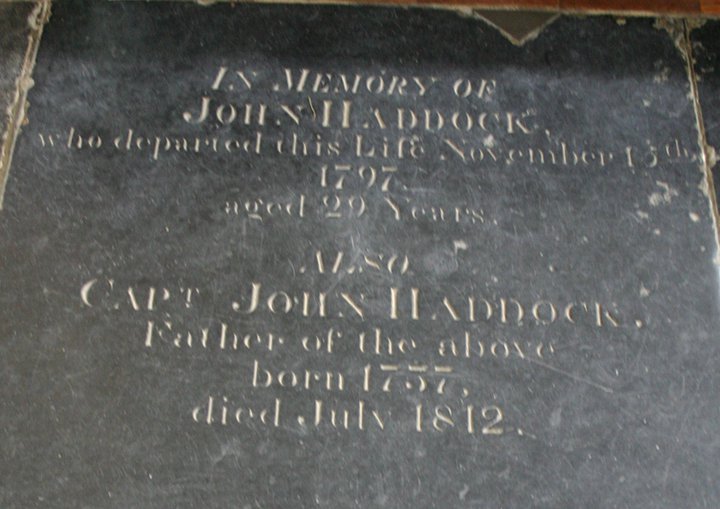 IN MEMORY OF
JOHN HADDOCK,
who departed this Life November 15th
1797.
aged 29 Years.
ALSO
CAPT JOHN HADDOCK,
Father of the above
born 1737,
died July 1812.